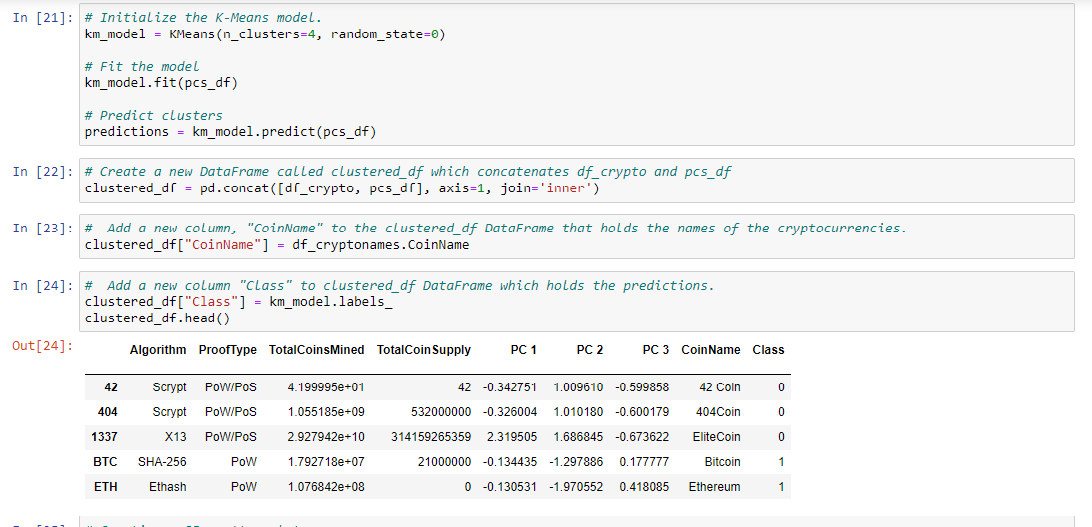 In [21]: # Initialize the K-Means model.
km_model = KMeans(n_clusters=4, random_state=0)
# Fit the model
km_model.fit(pcs_df)
# Predict clusters
predictions = km_model.predict(pcs_df)
In [22]: # Create a new DataFrame called clustered_df which concatenates df_crypto and pcs_df
clustered_df = pd.concat([df_crypto, pcs_df], axis=1, join='inner')
In [23]: #  Add a new column, "CoinName" to the clustered_df DataFrame that holds the names of the cryptocurrencies.
clustered_df["CoinName"] = df_cryptonames.CoinName
In [24]: #  Add a new column "Class" to clustered_df DataFrame which holds the predictions.
clustered_df["Class"] = km_model.labels_
clustered_df.head()
Out[24]:
Algorithm ProofType TotalCoinsMined TotalCoinSupply PC 1 PC 2 PC 3 CoinName Class
42 Scrypt PoW/PoS 4.199995e+01 42 -0.342751 1.009610 -0.599858 42 Coin 0
404 Scrypt PoW/PoS 1.055185e+09 532000000 -0.326004 1.010180 -0.600179 404Coin 0
1337 X13 PoW/PoS 2.927942e+10 314159265359 2.319505 1.686845 -0.673622 EliteCoin 0
BTC SHA-256 PoW 1.792718e+07 21000000 -0.134435 -1.297886 0.177777 Bitcoin 1
ETH Ethash PoW 1.076842e+08 0 -0.130531 -1.970552 0.418085 Ethereum 1